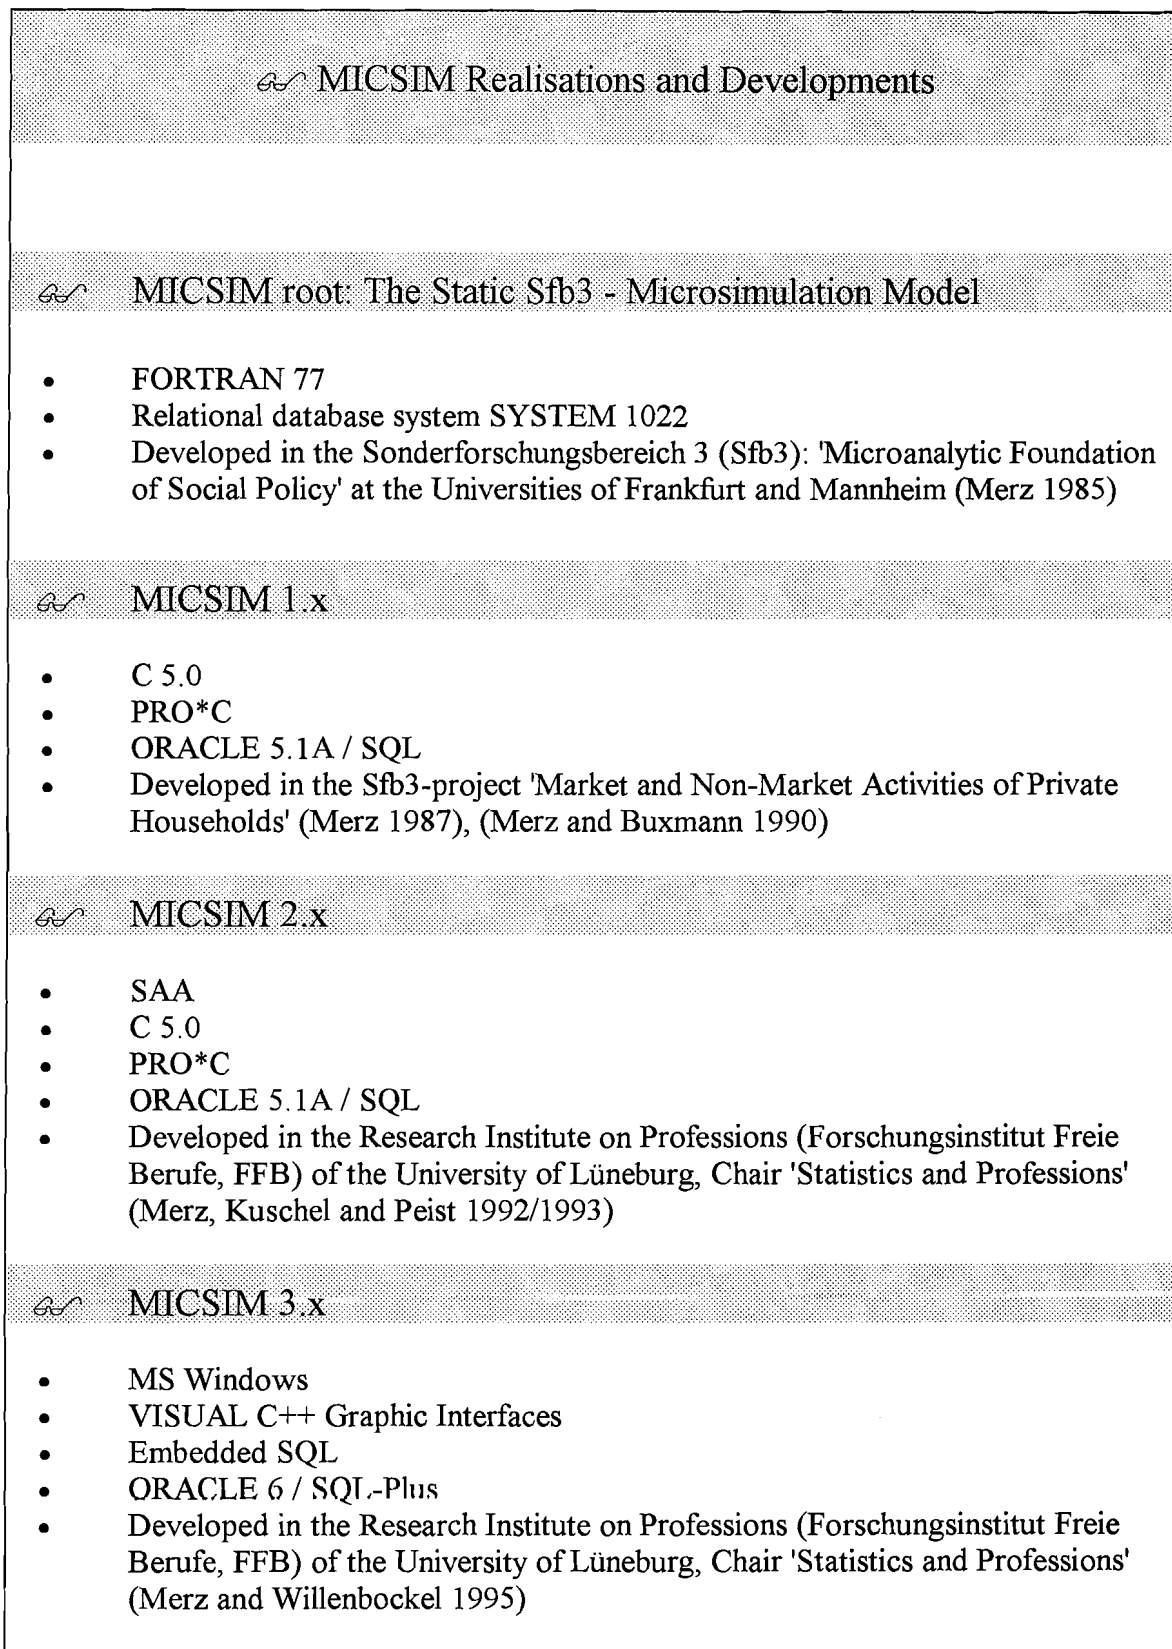 MICSIM Realisations and Developments
MICSIM root: The Static Sfb3 - Microsimulation Model
• FORTRAN 77
• Relational database system SYSTEM 1022
• Developed in the Sonderforschungsbereich 3 (Sfb3): 'Microanalytic Foundation
of Social Policy' at the Universities of Frankfurt and Mannheim (Merz 1985)
MICSIM 1.x
• C 5.0
• PRO*C
• ORACLE 5.1A / SQL
• Developed in the Sfb3-project 'Market and Non-Market Activities of Private
Households' (Merz 1987), (Merz and Buxmann 1990)
MICSIM 2.x
• SAA
• C 5.0
• PRO*C
• ORACLE 5.1A / SQL
• Developed in the Research Institute on Professions (Forschungsinstitut Freie
Berufe, FFB) of the University of Lüneburg, Chair 'Statistics and Professions'
(Merz, Kuschel and Peist 1992/1993)
MICSIM 3.x
• MS Windows
• VISUAL C++ Graphic Interfaces
• Embedded SQL
• ORACLE 6 / SQL-Plus
• Developed in the Research Institute on Professions (Forschungsinstitut Freie
Berufe, FFB) of the University of Lüneburg, Chair 'Statistics and Professions'
(Merz and Willenbockel 1995)